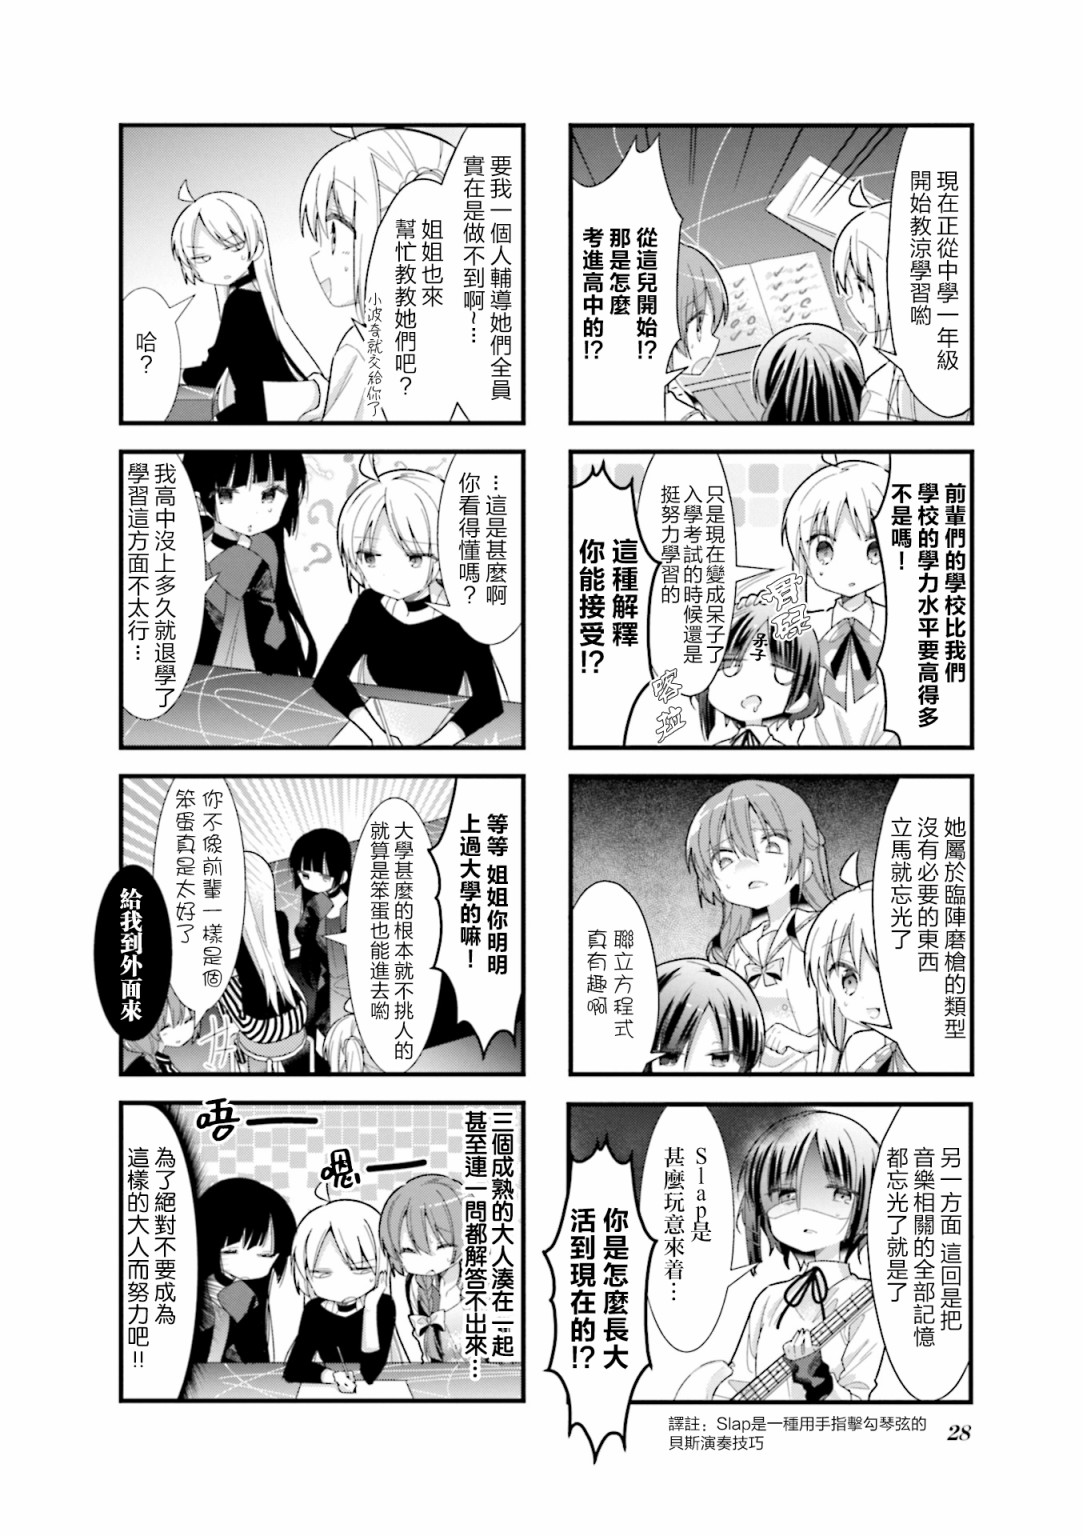 現在正從中學一年級
開始教涼學習喲
從這兒開始!?
那是怎麼
考進高中的!?
前輩們的學校比我們
學校的學力水平要高得多
不是嗎！
只是現在變成呆子了
入學考試的時候還是
挺努力學習的
呆子
喀拉
這種解釋
你能接受!?
她屬於臨陣磨槍的類型
沒有必要的東西
立馬就忘光了
聯立方程式
真有趣啊
另一方面 這回是把
音樂相關的全部記憶
都忘光了就是了
Slap是
甚麼玩意來着…
你是怎麼長大
活到現在的!?
譯註：Slap是一種用手指擊勾琴弦的
貝斯演奏技巧
28
要我一個人輔導她們全員
實在是做不到啊~…
姐姐也來
幫忙教教她們吧？
小波奇就交給你了
哈？
…這是甚麼啊
你看得懂嗎？
我高中沒上多久就退學了
學習這方面不太行…
等等 姐姐你明明
上過大學的嘛！
大學甚麼的根本就不挑人的
就算是笨蛋也能進去喲
你不像前輩一樣是個
笨蛋真是太好了
給我到外面來
三個成熟的大人湊在一起
甚至連一問都解答不出來…
嗯——
唔——
為了絕對不要成為
這樣的大人而努力吧!!